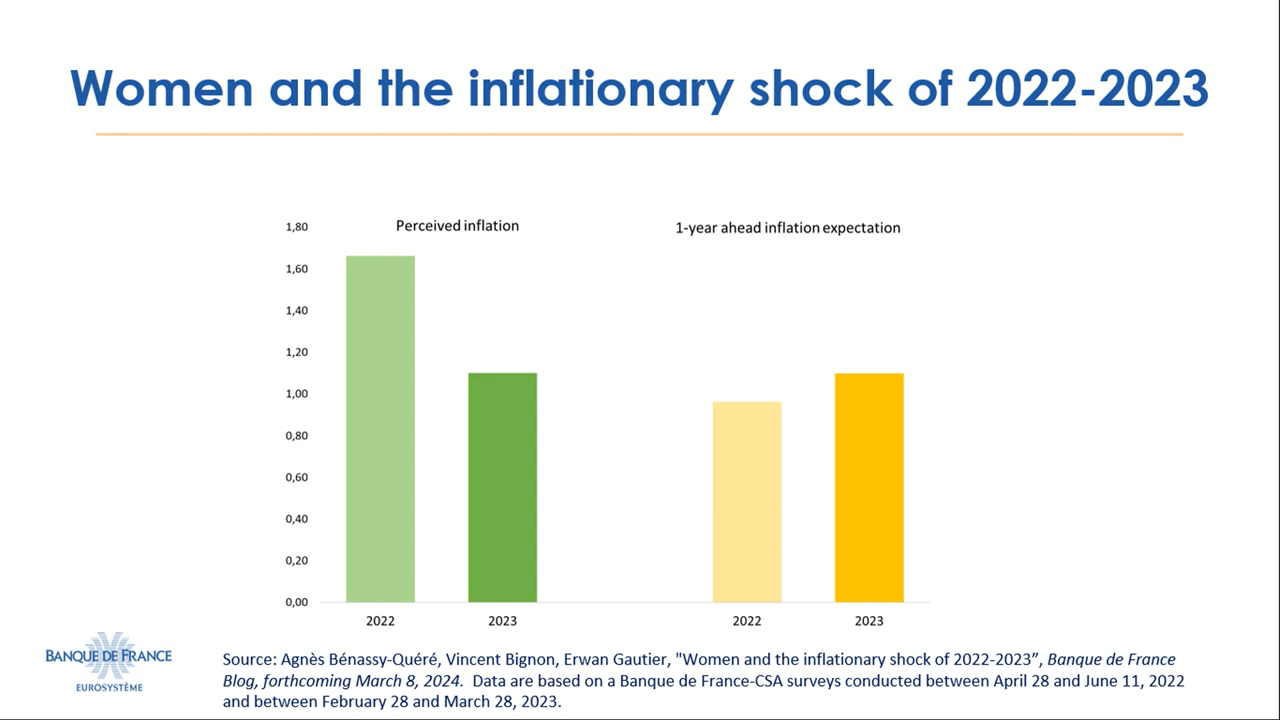 Women and the inflationary shock of 2022-2023
Perceived inflation
1-year ahead inflation expectation
1,80
1,60
1,40
1,20
1,00
0,80
0,60
0,40
0,20
0,00
2022
2023
2022
2023
BANQUE DE FRANCE
EUROSYSTÈME
Source: Agnès Bénassy-Quéré, Vincent Bignon, Erwan Gautier, "Women and the inflationary shock of 2022-2023”, Banque de France
Blog, forthcoming March 8, 2024. Data are based on a Banque de France-CSA surveys conducted between April 28 and June 11, 2022
and between February 28 and March 28, 2023.